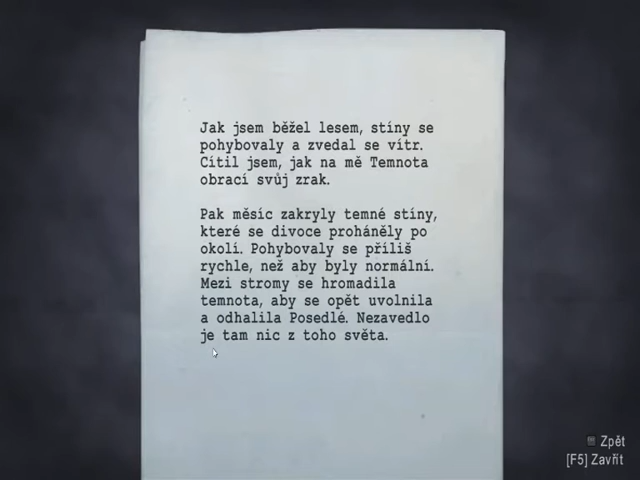 Jak jsem běžel lesem, stíny se
pohybovaly a zvedal se vítr.
Cítil jsem, jak na mě Temnota
obrací svůj zrak.
Pak měsíc zakryly temné stíny,
které se divoce proháněly po
okolí. Pohybovaly se příliš
rychle, než aby byly normální.
Mezi stromy se hromadila
temnota, aby se opět uvolnila
a odhalila Posedlé. Nezavedlo
je tam nic z toho světa.
Zpět
[F5] Zavřít